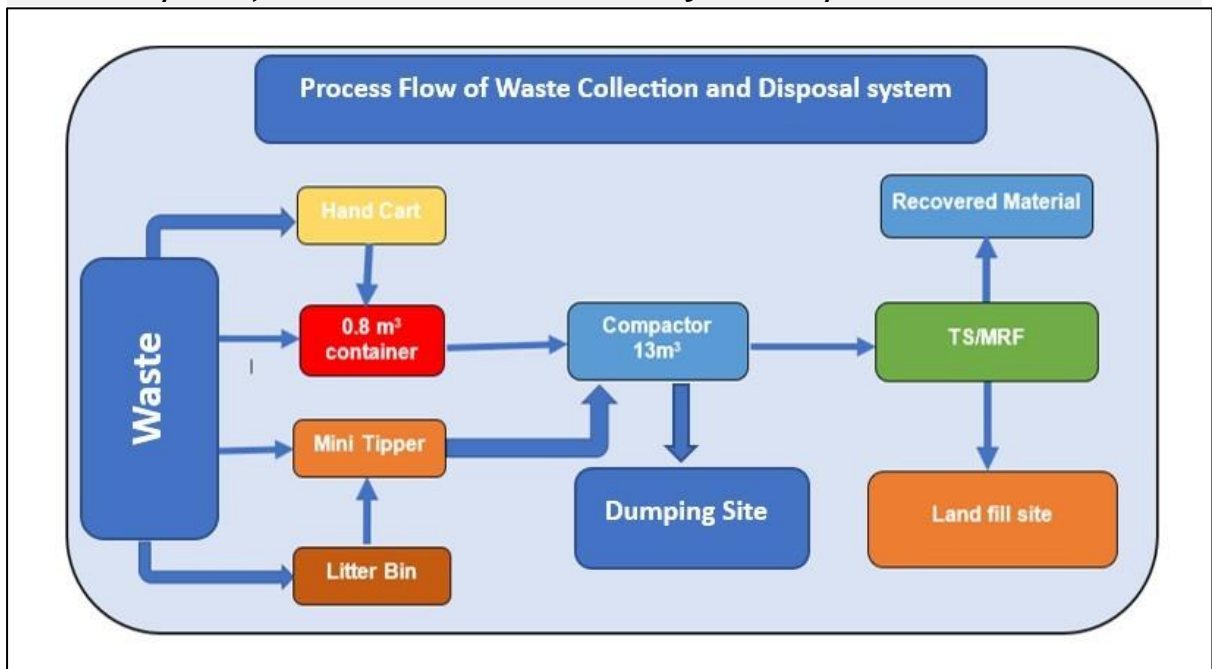 Process Flow of Waste Collection and Disposal system
Hand Cart
Recovered Material
Waste
0.8 m³
container
Compactor
13m³
TS/MRF
Mini Tipper
Dumping Site
Land fill site
Litter Bin